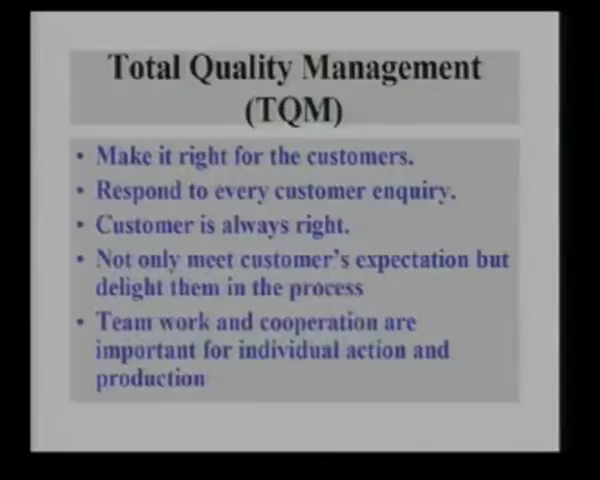 Total Quality Management
(TQM)
• Make it right for the customers.
• Respond to every customer enquiry.
• Customer is always right.
• Not only meet customer's expectation but
delight them in the process
• Team work and cooperation are
important for individual action and
production